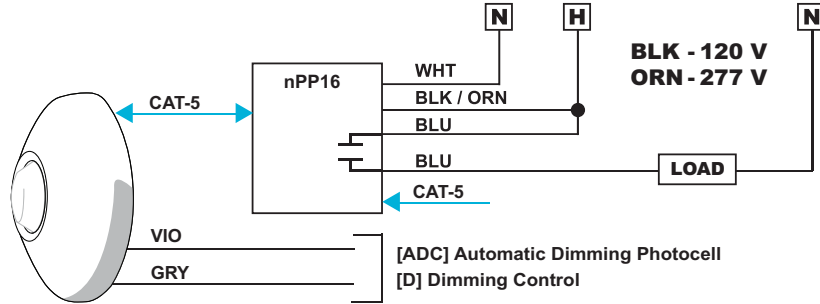 N
H
N
BLK - 120 V
ORN - 277 V
nPP16
WHT
CAT-5
BLK / ORN
BLU
BLU
LOAD
CAT-5
VIO
[ADC] Automatic Dimming Photocell
GRY
[D] Dimming Control